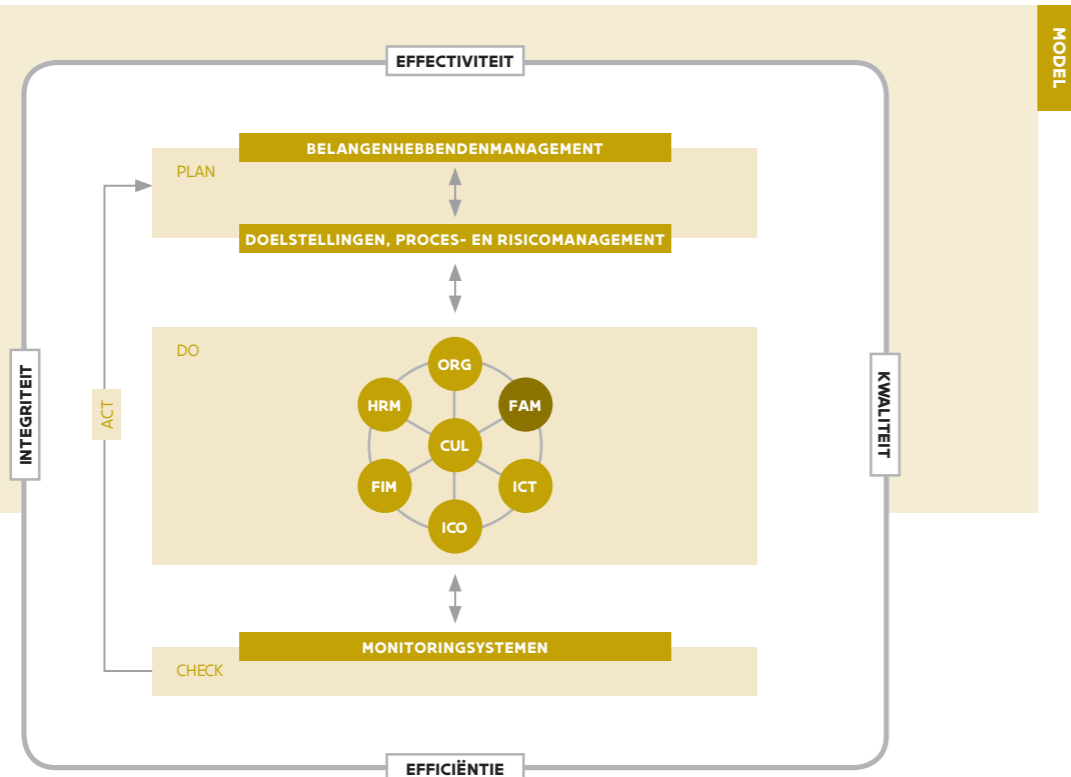 MODEL
EFFECTIVITEIT
BELANGENHEBBENDENMANAGEMENT
PLAN
DOELSTELLINGEN, PROCES- EN RISICOMANAGEMENT
DO
ORG
HRM
FAM
CUL
FIM
ICT
ICO
INTEGRITEIT
ACT
KWALITEIT
MONITORINGSYSTEMEN
CHECK
EFFICIËNTIE